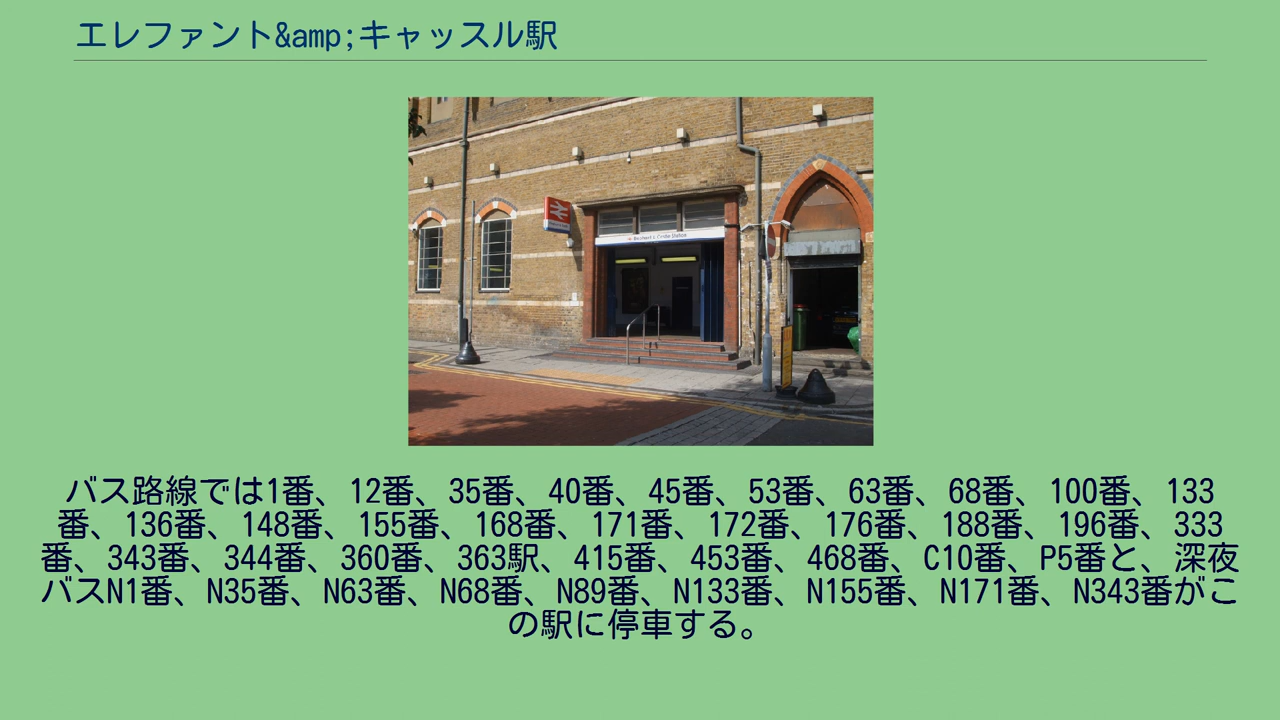 エレファント&amp;キャッスル駅
Elephant & Castle Station
バス路線では1番、12番、35番、40番、45番、53番、63番、68番、100番、133
番、136番、148番、155番、168番、171番、172番、176番、188番、196番、333
番、343番、344番、360番、363駅、415番、453番、468番、C10番、P5番と、深夜
バスN1番、N35番、N63番、N68番、N89番、N133番、N155番、N171番、N343番がこ
の駅に停車する。